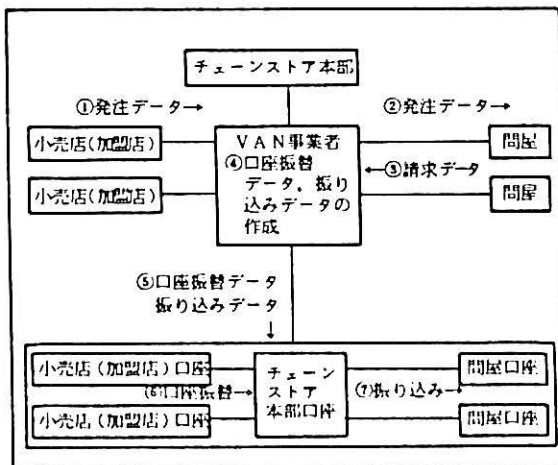 チェーンストア本部
①発注データ→
②発注データ→
小売店(加盟店)
VAN事業者
問屋
④口座振替
データ,振り
込みデータの
作成
←③請求データ
小売店(加盟店)
問屋
⑤口座振替データ
振り込みデータ
↓
小売店(加盟店)口座
チェーン
ストア
本部口座
問屋口座
⑥口座振替→
⑦振り込み→
小売店(加盟店)口座
問屋口座